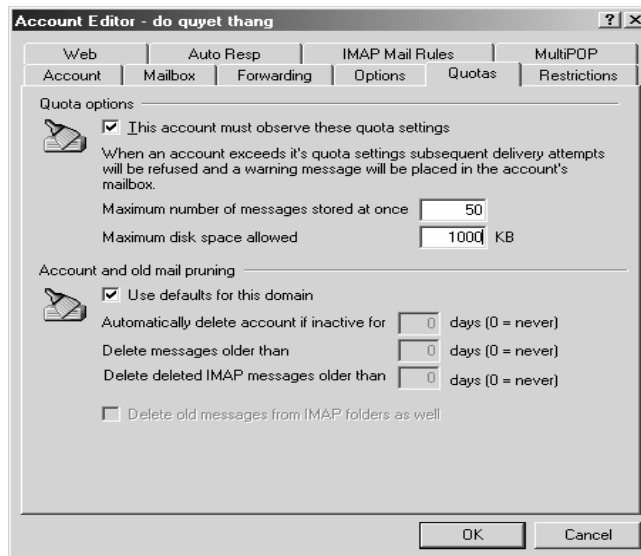 Account Editor - do quyet thang
Web Auto Resp IMAP Mail Rules MultiPOP
Account Mailbox Forwarding Options Quotas Restrictions
Quota options
This account must observe these quota settings
When an account exceeds it's quota settings subsequent delivery attempts
will be refused and a warning message will be placed in the account's
mailbox.
Maximum number of messages stored at once 50
Maximum disk space allowed 1000 KB
Account and old mail pruning
Use defaults for this domain
Automatically delete account if inactive for 0 days (0 = never)
Delete messages older than 0 days (0 = never)
Delete deleted IMAP messages older than 0 days (0 = never)
Delete old messages from IMAP folders as well
OK Cancel